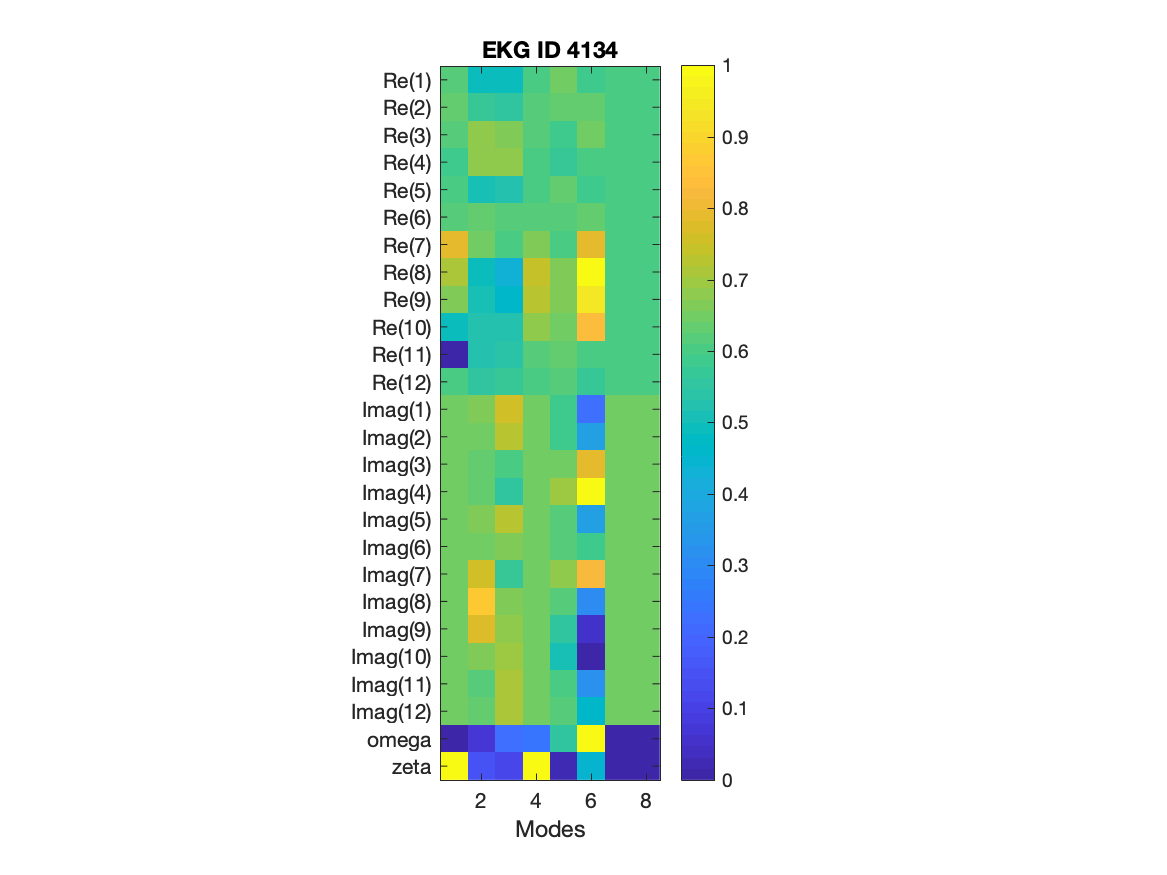 EKG ID 4134
Re(1)
Re(2)
Re(3)
Re(4)
Re(5)
Re(6)
Re(7)
Re(8)
Re(9)
Re(10)
Re(11)
Re(12)
Imag(1)
Imag(2)
Imag(3)
Imag(4)
Imag(5)
Imag(6)
Imag(7)
Imag(8)
Imag(9)
Imag(10)
Imag(11)
Imag(12)
omega
zeta
2 4 6 8
Modes
1
0.9
0.8
0.7
0.6
0.5
0.4
0.3
0.2
0.1
0